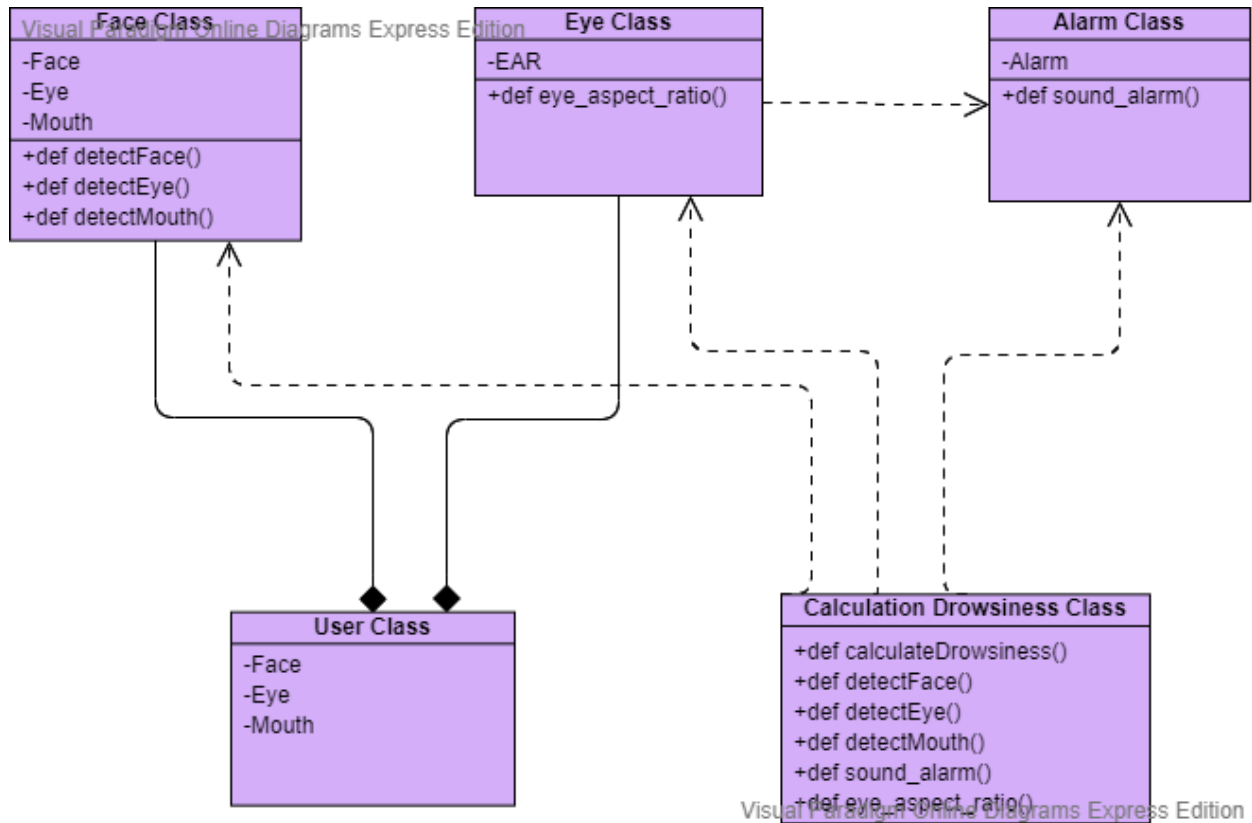 Face Class
Visual Paradigm Online Diagrams Express Edition
-Face
-Eye
-Mouth
+def detectFace()
+def detectEye()
+def detectMouth()
Eye Class
-EAR
+def eye_aspect_ratio()
Alarm Class
-Alarm
+def sound_alarm()
User Class
-Face
-Eye
-Mouth
Calculation Drowsiness Class
+def calculateDrowsiness()
+def detectFace()
+def detectEye()
+def detectMouth()
+def sound_alarm()
+def eye_aspect_ratio()
Visual Paradigm Online Diagrams Express Edition